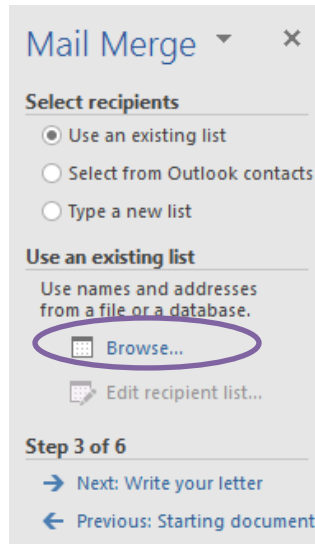 Mail Merge
Select recipients
Use an existing list
Select from Outlook contacts
Type a new list
Use an existing list
Use names and addresses
from a file or a database.
Browse...
Edit recipient list...
Step 3 of 6
Next: Write your letter
Previous: Starting document